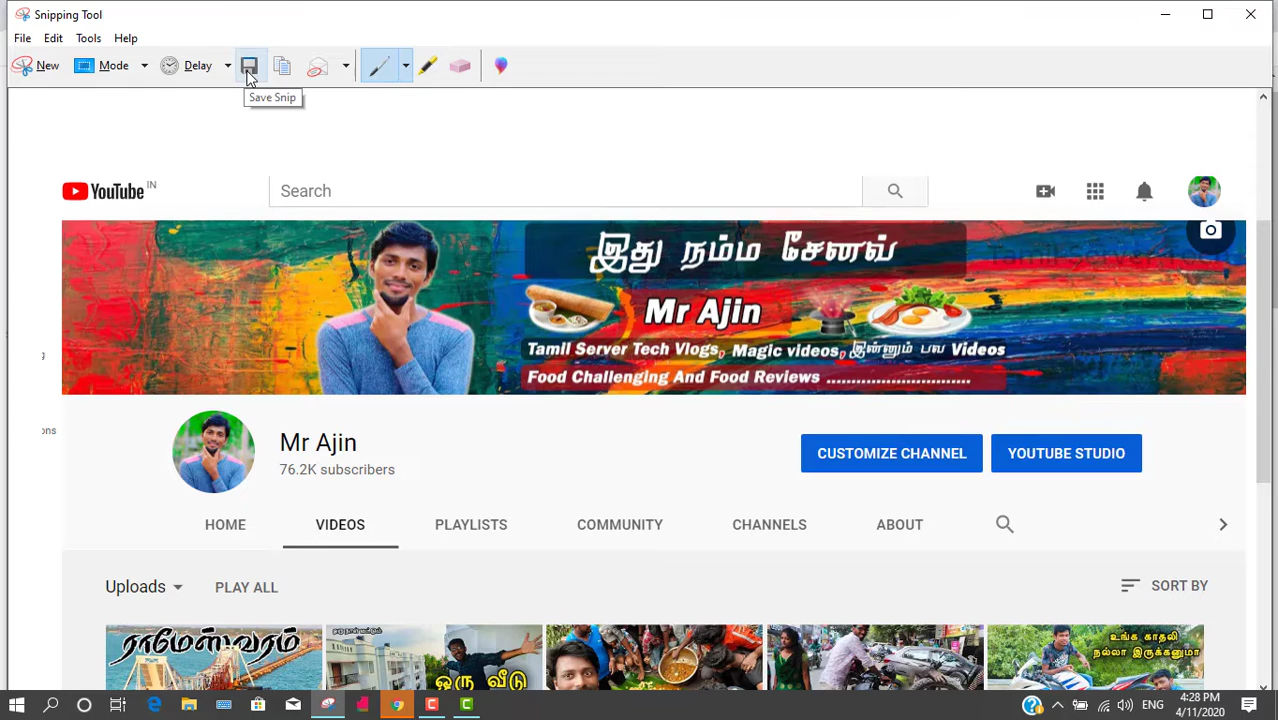 Snipping Tool
File Edit Tools Help
New Mode Delay
Save Snip
YouTube IN
Search
இது நம்ம சேனல்
Mr Ajin
Tamil Server Tech Vlogs, Magic videos, இன்னும் பல Videos
Food Challenging And Food Reviews ..................................
ons
Mr Ajin
76.2K subscribers
CUSTOMIZE CHANNEL YOUTUBE STUDIO
HOME VIDEOS PLAYLISTS COMMUNITY CHANNELS ABOUT
Uploads PLAY ALL SORT BY
ராமேஸ்வரம்
ஒரு வீடு
உங்க காதலி
நல்லா இருக்கனுமா
ENG
4:28 PM
4/11/2020